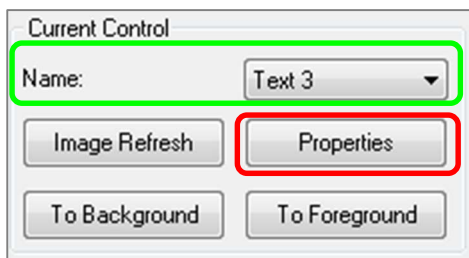 Current Control
Name: Text 3
Image Refresh Properties
To Background To Foreground